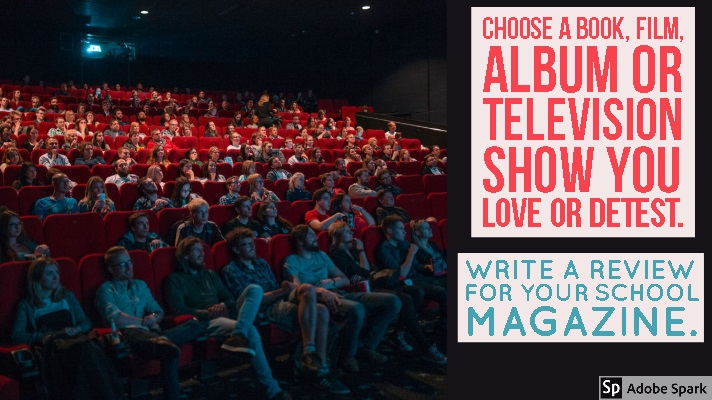 CHOOSE A BOOK, FILM,
ALBUM OR
TELEVISION
SHOW YOU
LOVE OR DETEST.
WRITE A REVIEW
FOR YOUR SCHOOL
MAGAZINE.
Sp Adobe Spark